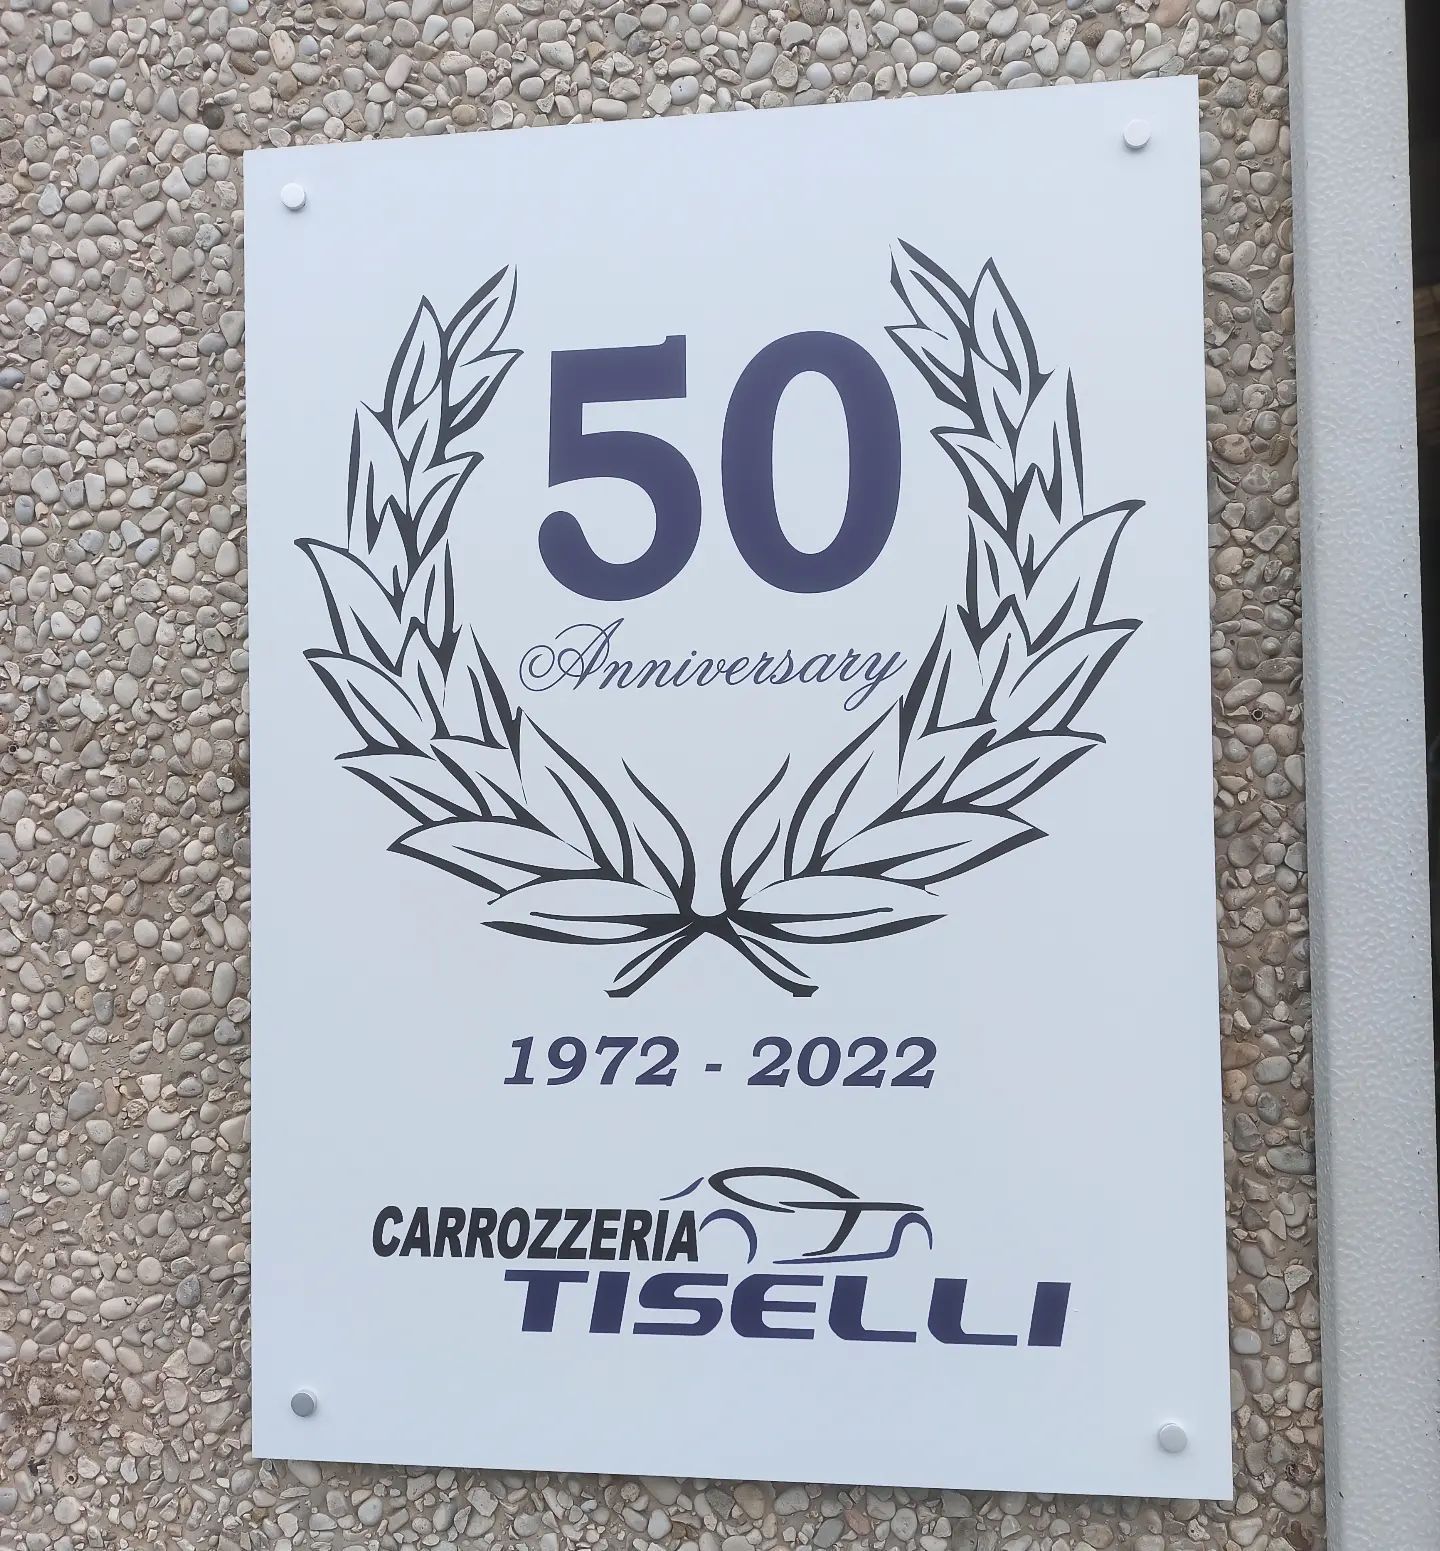 50
Anniversary
1972 - 2022
CARROZZERIA
TISELLI